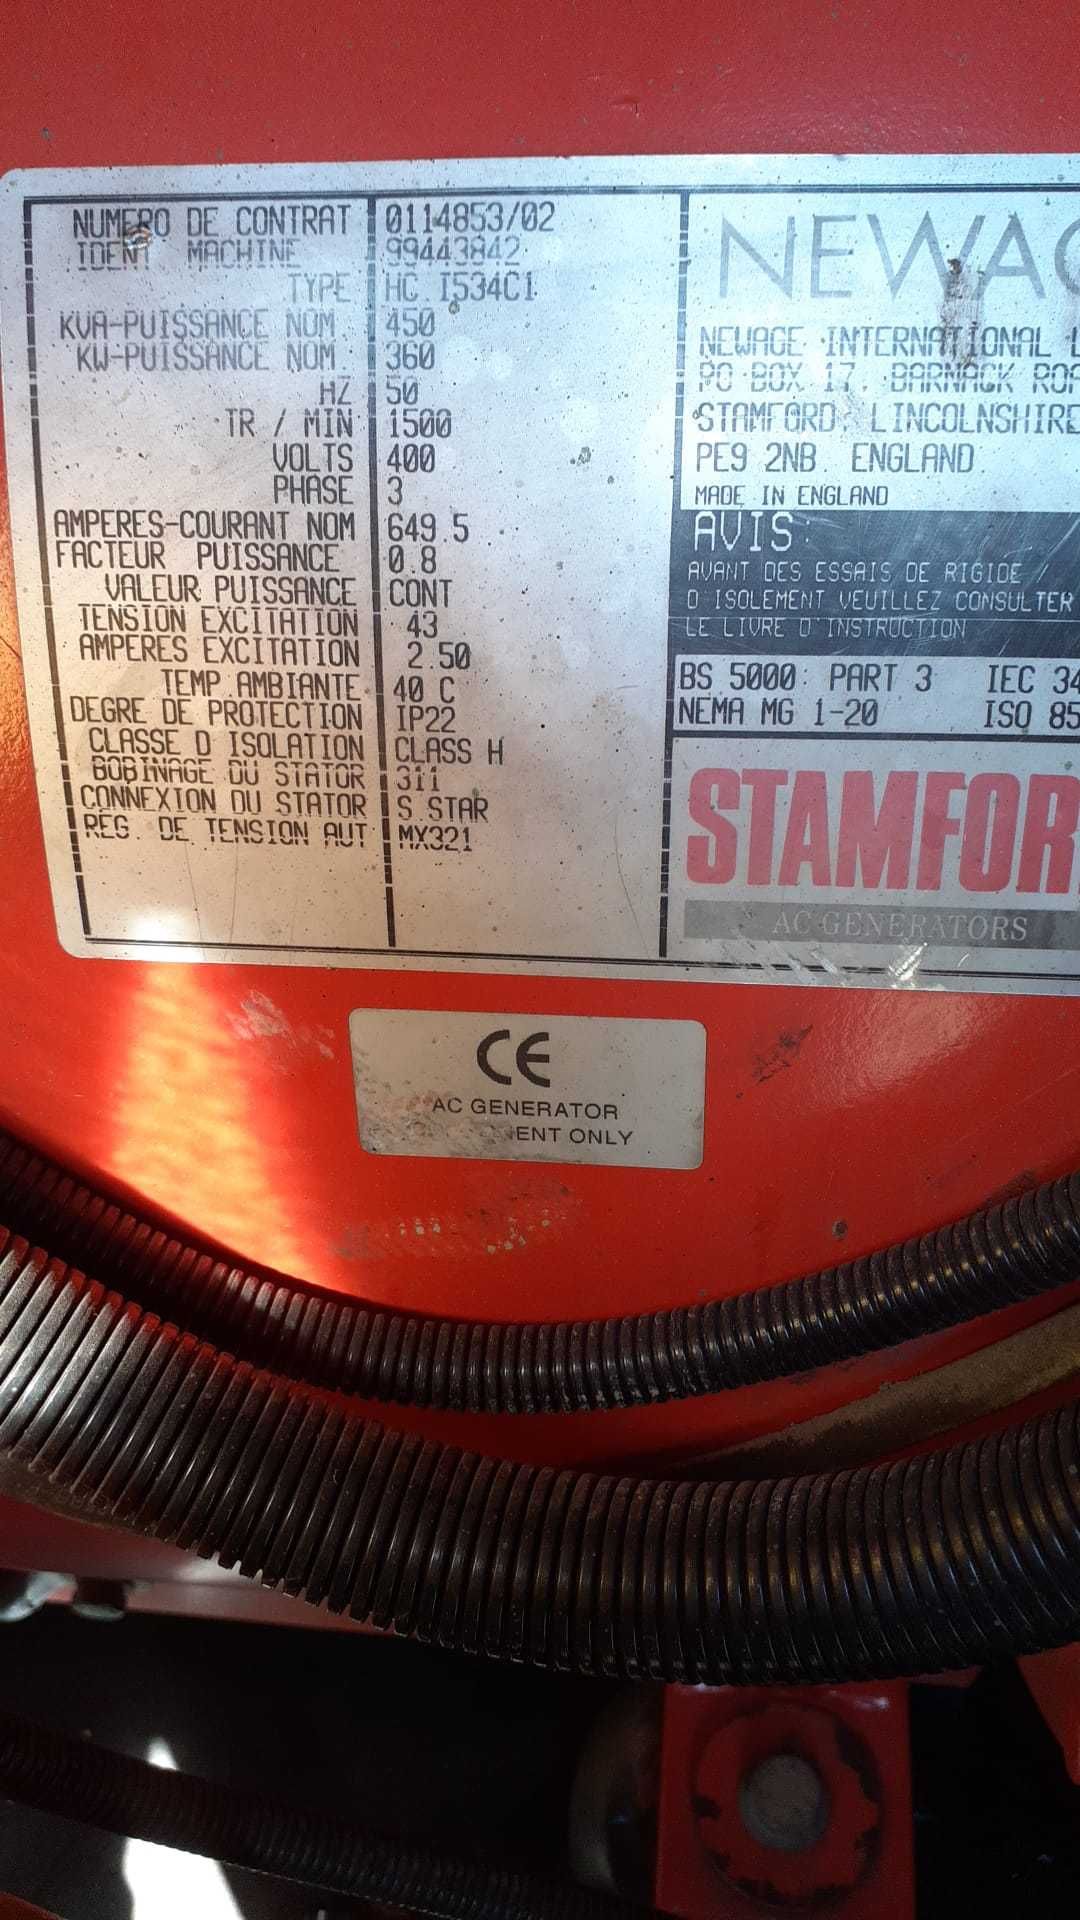 NUMERO DE CONTRAT 0114853/02
IDENT MACHINE 99443842
TYPE HC I534C1
KVA-PUISSANCE NOM 450
KW-PUISSANCE NOM. 360
HZ 50
TR / MIN 1500
VOLTS 400
PHASE 3
AMPERES-COURANT NOM 649.5
FACTEUR PUISSANCE 0.8
VALEUR PUISSANCE CONT
TENSION EXCITATION 43
AMPERES EXCITATION 2.50
TEMP.AMBIANTE 40 C
DEGRE DE PROTECTION IP22
CLASSE D ISOLATION CLASS H
BOBINAGE DU STATOR 311
CONNEXION DU STATOR S STAR
REG. DE TENSION AUT MX321
NEWAG
NEWAGE INTERNATIONAL L
PO BOX 17. BARNACK ROA
STAMFORD. LINCOLNSHIRE
PE9 2NB. ENGLAND
MADE IN ENGLAND
AVIS:
AVANT DES ESSAIS DE RIGIDE /
D ISOLEMENT VEUILLEZ CONSULTER
LE LIVRE D'INSTRUCTION
BS 5000: PART 3 IEC 34
NEMA MG 1-20 ISO 85
STAMFOR
AC GENERATORS
CE
AC GENERATOR
ENT ONLY